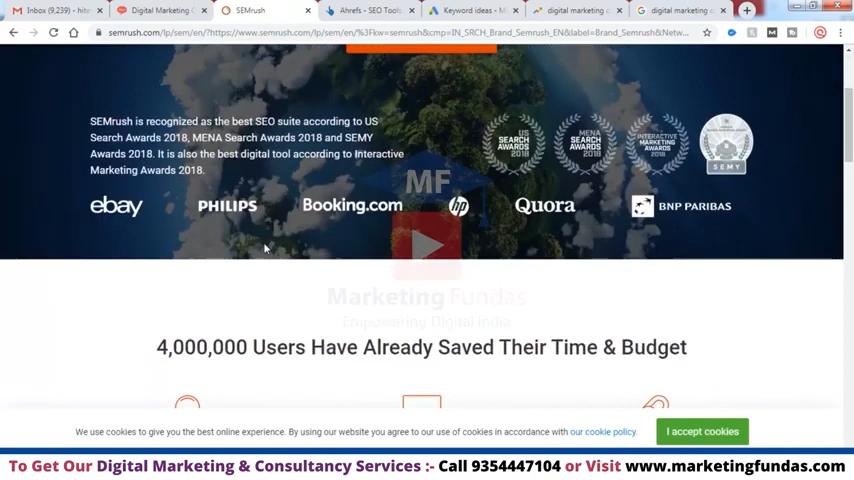 Inbox (9,239) - hite
Digital Marketing C
SEMrush
Ahrefs - SEO Tools
Keyword ideas - M
digital marketing c
digital marketing c
semrush.com/lp/sem/en/?https://www.semrush.com/lp/sem/en/%3Fkw=semrush&cmp=IN_SRCH_Brand_Semrush_EN&label=Brand_Semrush&Netw...
SEMrush is recognized as the best SEO suite according to US
Search Awards 2018, MENA Search Awards 2018 and SEMY
Awards 2018. It is also the best digital tool according to Interactive
Marketing Awards 2018.
US SEARCH AWARDS 2018
MENA SEARCH AWARDS 2018
INTERACTIVE MARKETING AWARDS 2018
SEMY
MF
ebay PHILIPS Booking.com hp Quora BNP PARIBAS
Marketing Fundas
Empowering Digital India
4,000,000 Users Have Already Saved Their Time & Budget
We use cookies to give you the best online experience. By using our website you agree to our use of cookies in accordance with our cookie policy.
I accept cookies
To Get Our Digital Marketing & Consultancy Services :- Call 9354447104 or Visit www.marketingfundas.com